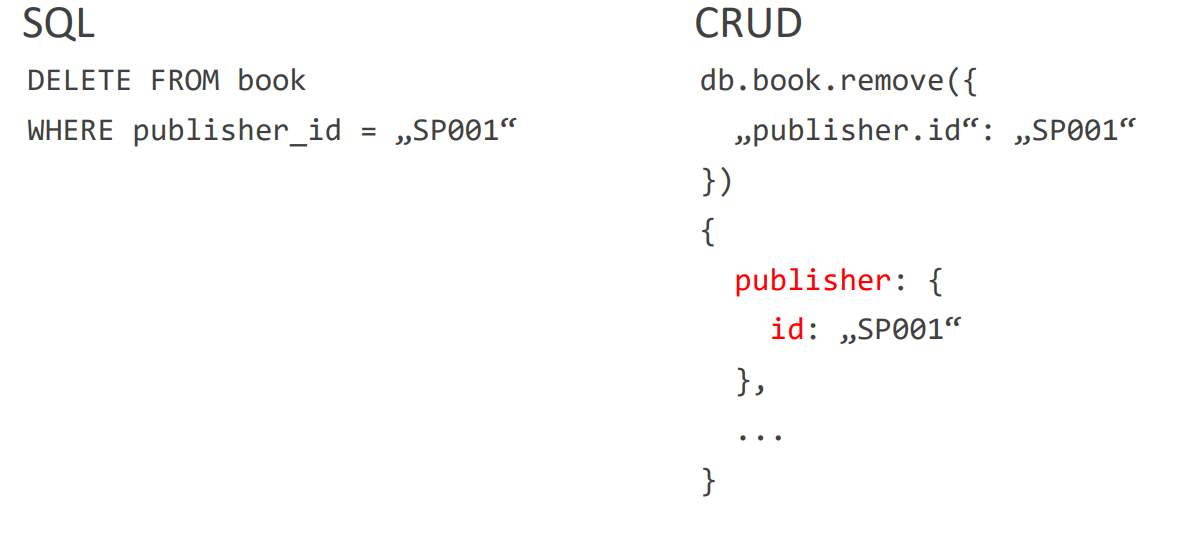 SQL
DELETE FROM book
WHERE publisher_id = „SP001“
CRUD
db.book.remove({
„publisher.id“: „SP001“
})
{
publisher: {
id: „SP001“
},
...
}